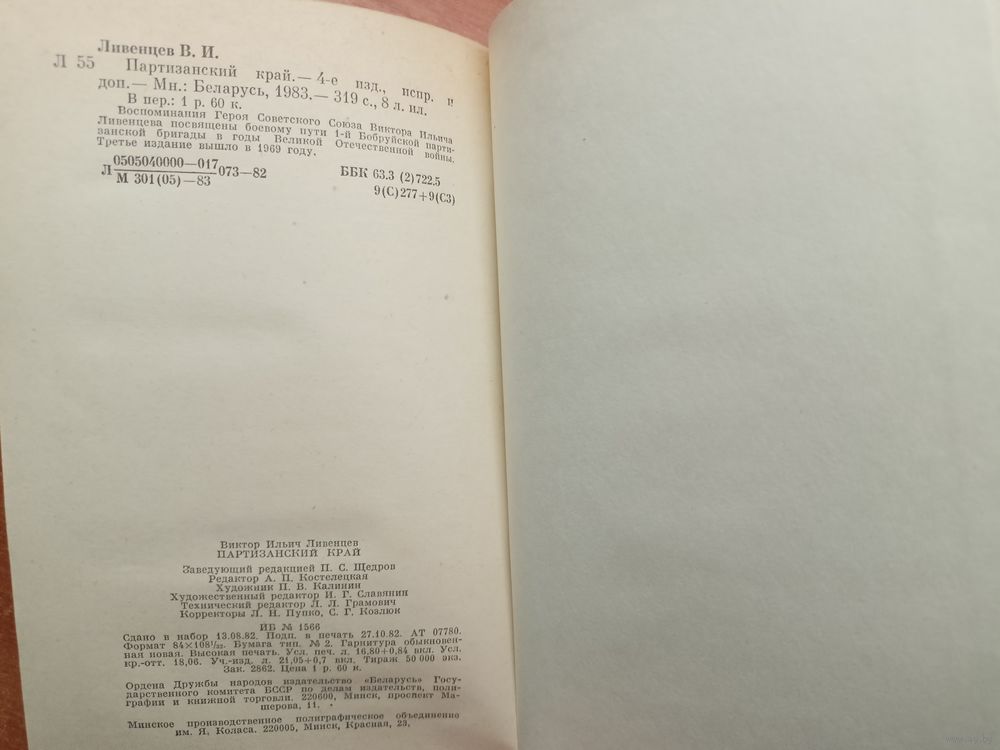 Ливенцев В. И.
Л 55 Партизанский край.— 4-е изд., испр. и
доп.— Мн.: Беларусь, 1983.— 319 с., 8 л. ил.
В пер.: 1 р. 60 к.
Воспоминания Героя Советского Союза Виктора Ильича
Ливенцева посвящены боевому пути 1-й Бобруйской парти-
занской бригады в годы Великой Отечественной войны.
Третье издание вышло в 1969 году.
Л 0505040000—017 073—82 ББК 63.3 (2)722.5
М 301(05)—83 9(С)277+9(С3)
Виктор Ильич Ливенцев
ПАРТИЗАНСКИЙ КРАЙ
Заведующий редакцией П. С. Щедров
Редактор А. П. Костелецкая
Художник П. В. Калинин
Художественный редактор И. Г. Славянин
Технический редактор Л. Л. Грамович
Корректоры Л. Н. Пупко, С. Г. Козлюк
ИБ № 1566
Сдано в набор 13.08.82. Подп. в печать 27.10.82. АТ 07780.
Формат 84×108¹/₃₂. Бумага тип. № 2. Гарнитура обыкновен-
ная новая. Высокая печать. Усл. печ. л. 16,80+0,84 вкл. Усл.
кр.-отт. 18,06. Уч.-изд. л. 21,05+0,7 вкл. Тираж 50 000 экз.
Зак. 2862. Цена 1 р. 60 к.
Ордена Дружбы народов издательство «Беларусь» Госу-
дарственного комитета БССР по делам издательств, поли-
графии и книжной торговли. 220600, Минск, проспект Ма-
шерова, 11.
Минское производственное полиграфическое объединение
им. Я. Коласа. 220005, Минск, Красная, 23.